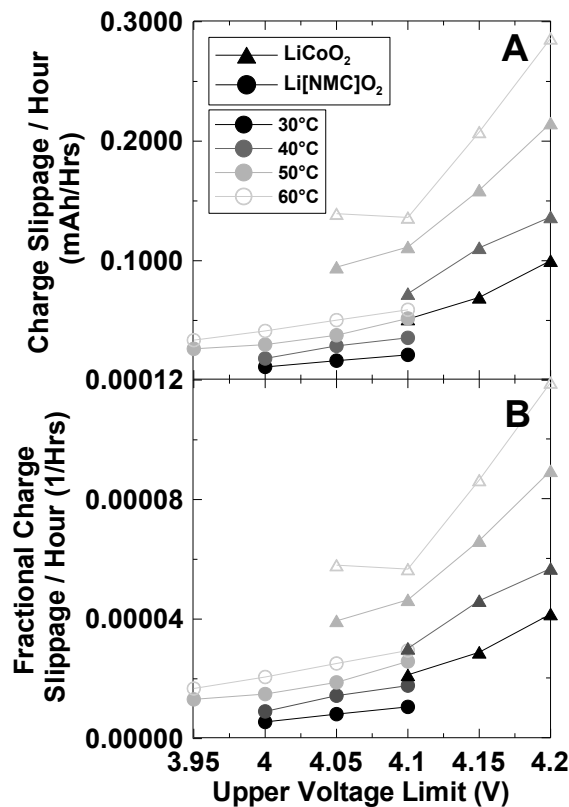 A
LiCoO₂
Li[NMC]O₂
30°C
40°C
50°C
60°C
Charge Slippage / Hour
(mAh/Hrs)
0.3000
0.2000
0.1000
0.00012
B
Fractional Charge
Slippage / Hour (1/Hrs)
0.00008
0.00004
0.00000
3.95 4 4.05 4.1 4.15 4.2
Upper Voltage Limit (V)